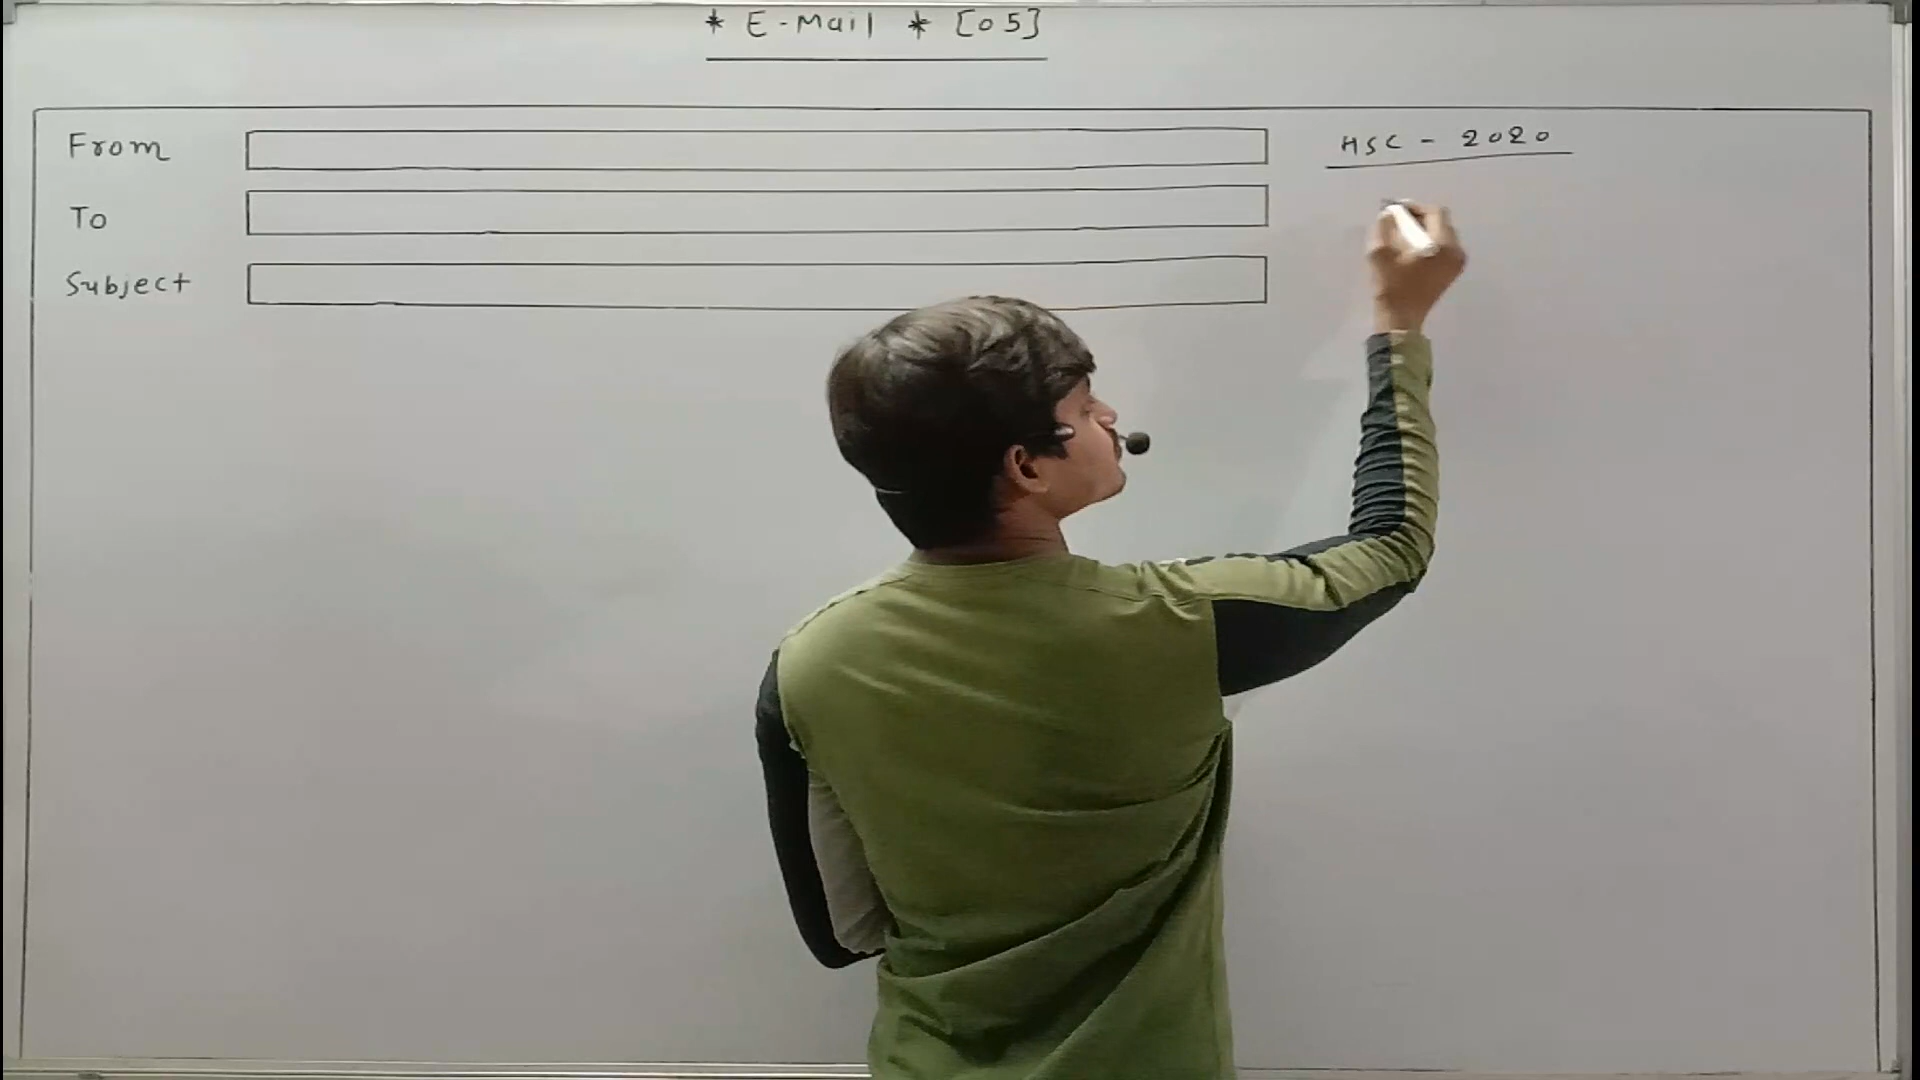 * E-Mail * [05]
From
HSC - 2020
To
Subject